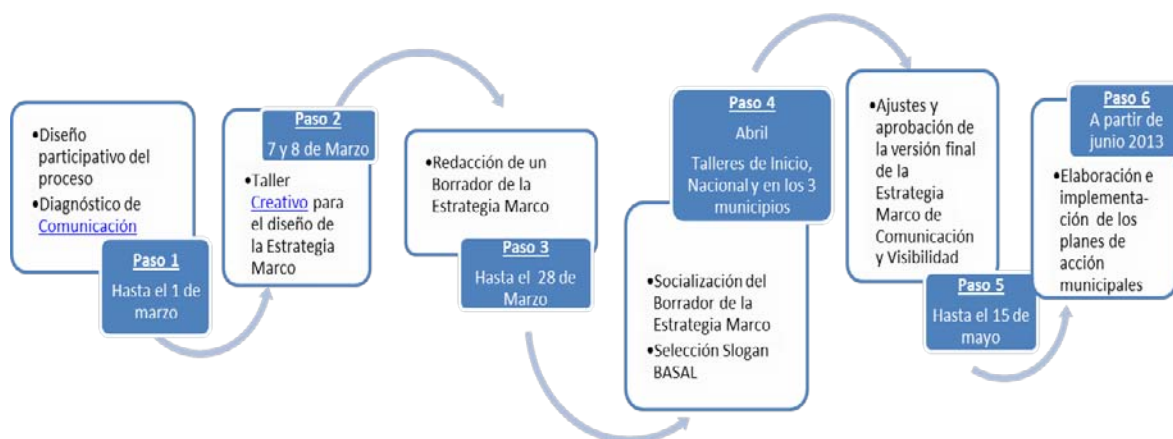 •Diseño
participativo del
proceso
•Diagnóstico de
Comunicación
Paso 1
Hasta el 1 de
marzo
Paso 2
7 y 8 de Marzo
•Taller
Creativo para
el diseño de
la Estrategia
Marco
•Redacción de un
Borrador de la
Estrategia Marco
Paso 3
Hasta el 28 de
Marzo
Paso 4
Abril
Talleres de Inicio,
Nacional y en los 3
municipios
•Socialización del
Borrador de la
Estrategia Marco
•Selección Slogan
BASAL
•Ajustes y
aprobación de
la versión final
de la
Estrategia
Marco de
Comunicación
y Visibilidad
Paso 5
Hasta el 15 de
mayo
Paso 6
A partir de
junio 2013
•Elaboración e
implementa-
ción de los
planes de
acción
municipales